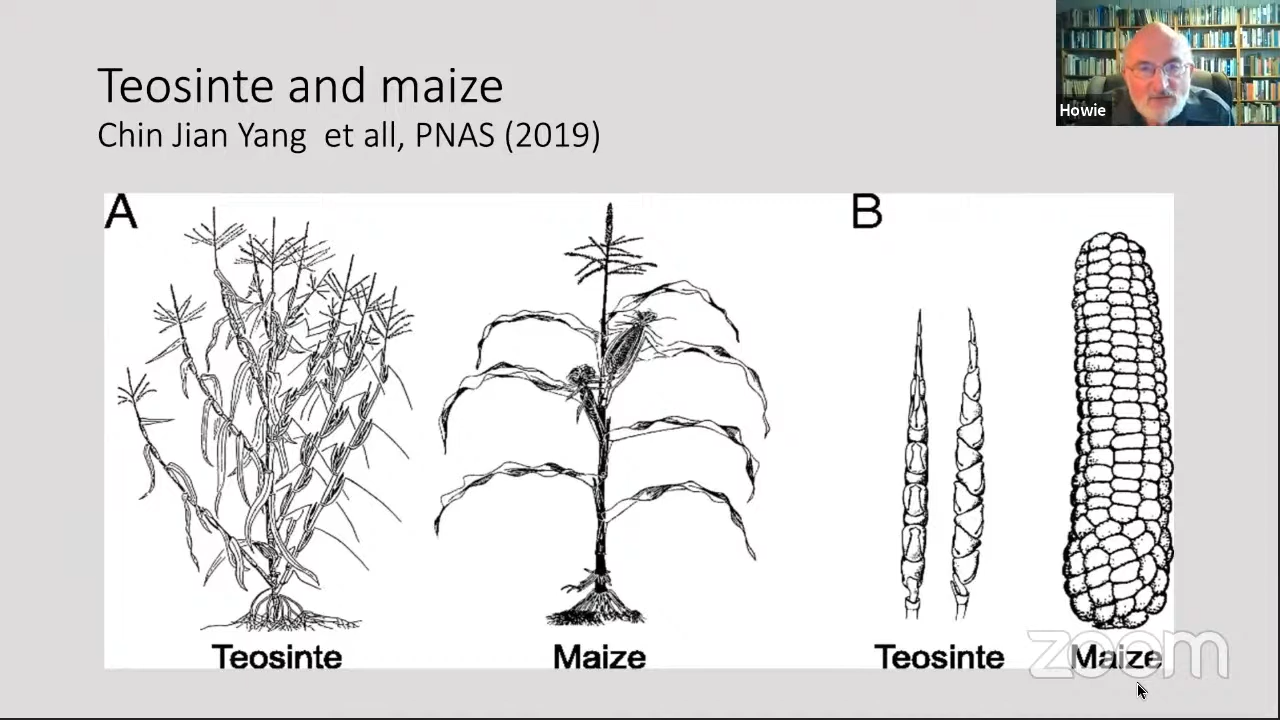 Teosinte and maize
Chin Jian Yang et all, PNAS (2019)
Howie
A
B
Teosinte
Maize
Teosinte
Maize
zoom